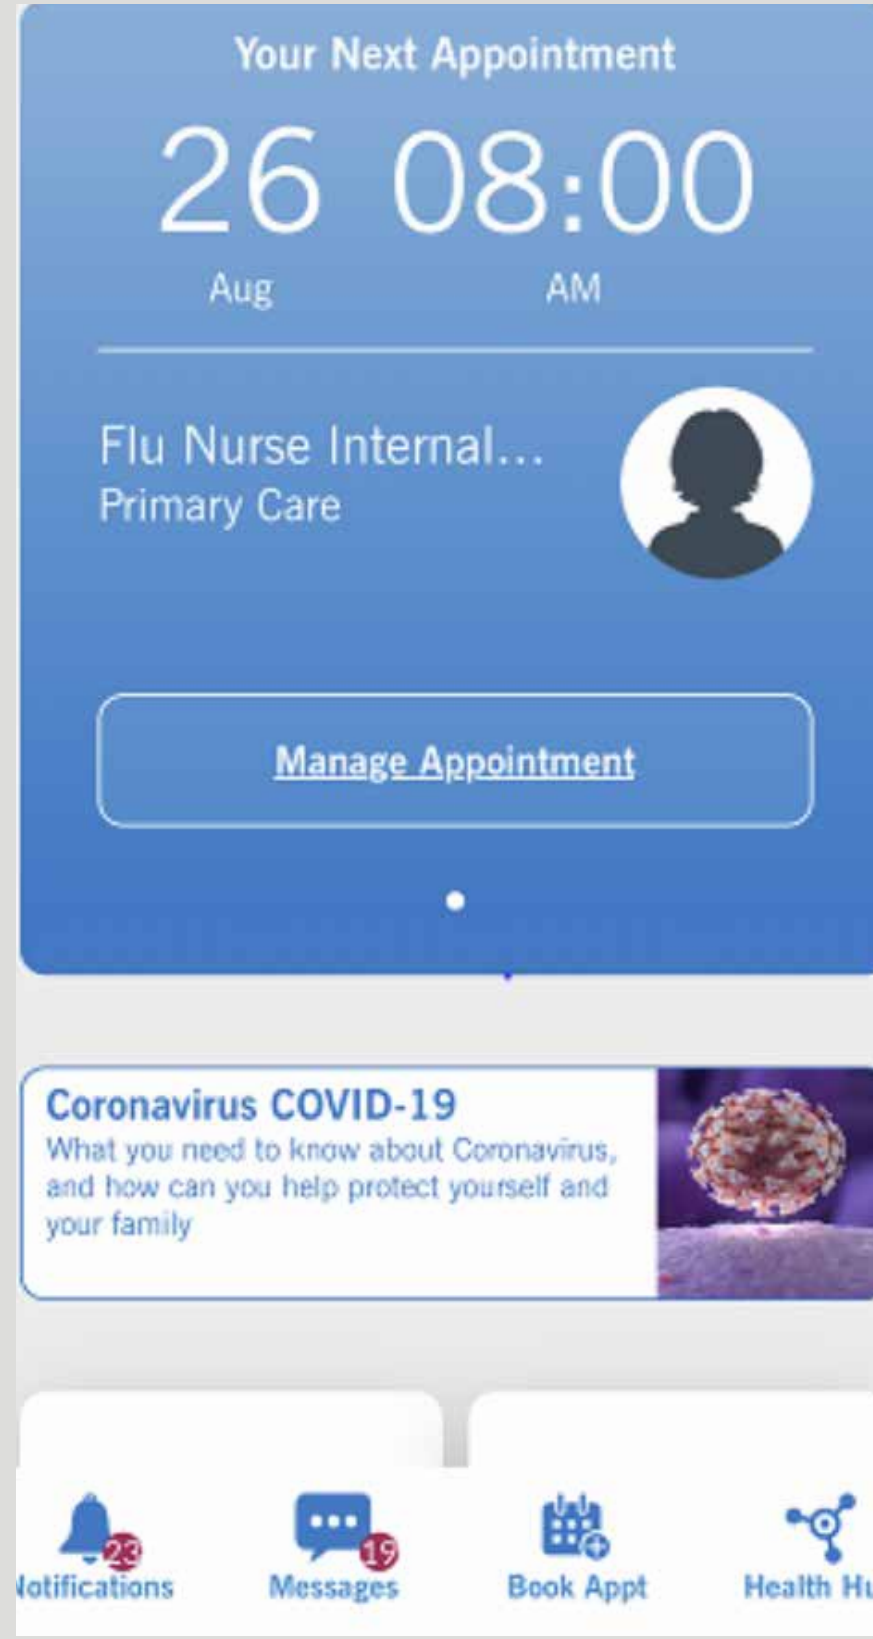 Your Next Appointment
26 08:00
Aug AM
Flu Nurse Internal...
Primary Care
Manage Appointment
Coronavirus COVID-19
What you need to know about Coronavirus,
and how can you help protect yourself and
your family
23 19
Notifications Messages Book Appt Health Hu